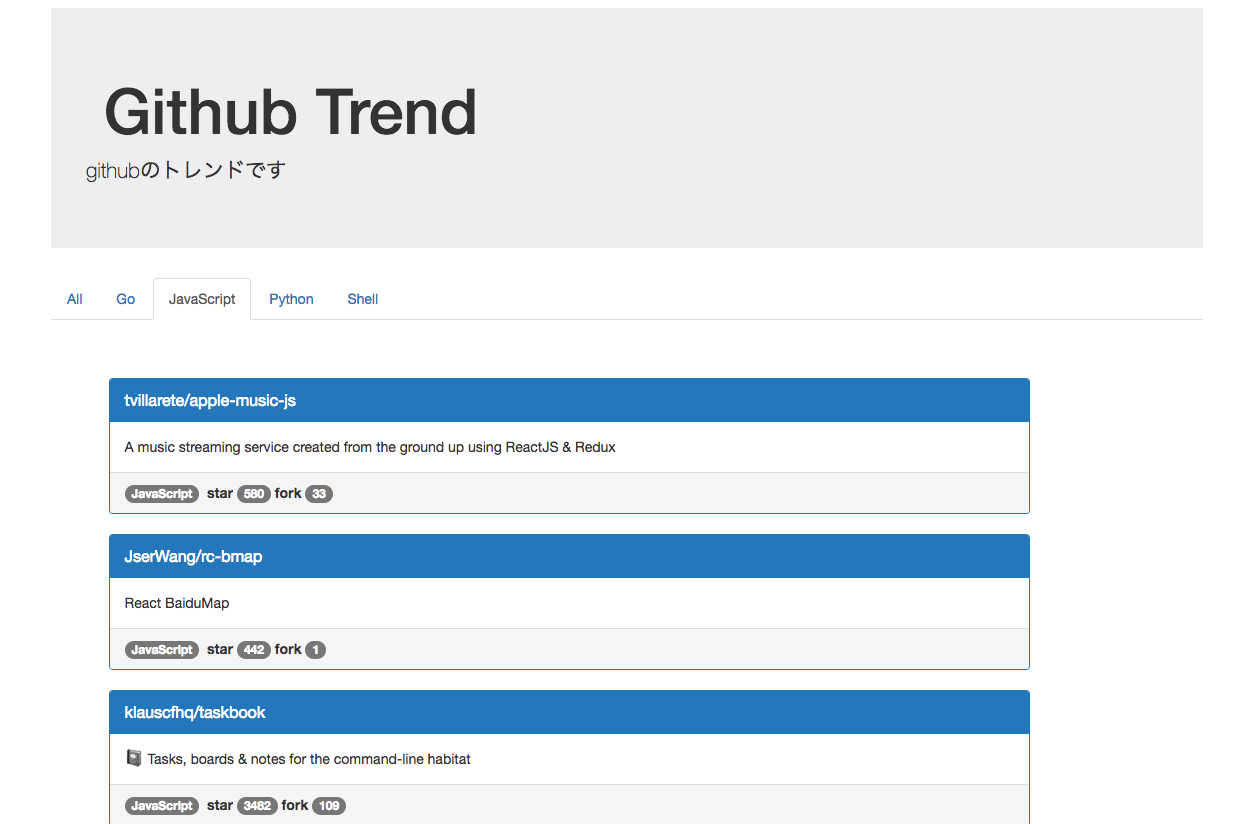 Github Trend
githubのトレンドです
All Go JavaScript Python Shell
tvillarete/apple-music-js
A music streaming service created from the ground up using ReactJS & Redux
JavaScript star 580 fork 33
JserWang/rc-bmap
React BaiduMap
JavaScript star 442 fork 1
klauscfhq/taskbook
Tasks, boards & notes for the command-line habitat
JavaScript star 3482 fork 109